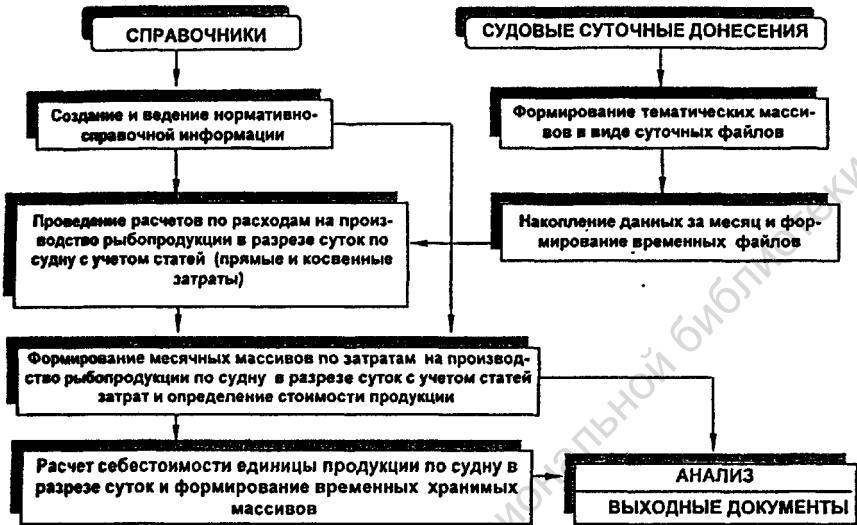 СПРАВОЧНИКИ
СУДОВЫЕ СУТОЧНЫЕ ДОНЕСЕНИЯ
Создание и ведение нормативно-
справочной информации
Формирование тематических масси-
вов в виде суточных файлов
Проведение расчетов по расходам на произ-
водство рыбопродукции в разрезе суток по
судну с учетом статей (прямые и косвенные
затраты)
Накопление данных за месяц и фор-
мирование временных файлов
Формирование месячных массивов по затратам на производ-
ство рыбопродукции по судну в разрезе суток с учетом статей
затрат и определение стоимости продукции
Расчет себестоимости единицы продукции по судну в
разрезе суток и формирование временных хранимых
массивов
АНАЛИЗ
ВЫХОДНЫЕ ДОКУМЕНТЫ
библиотеки